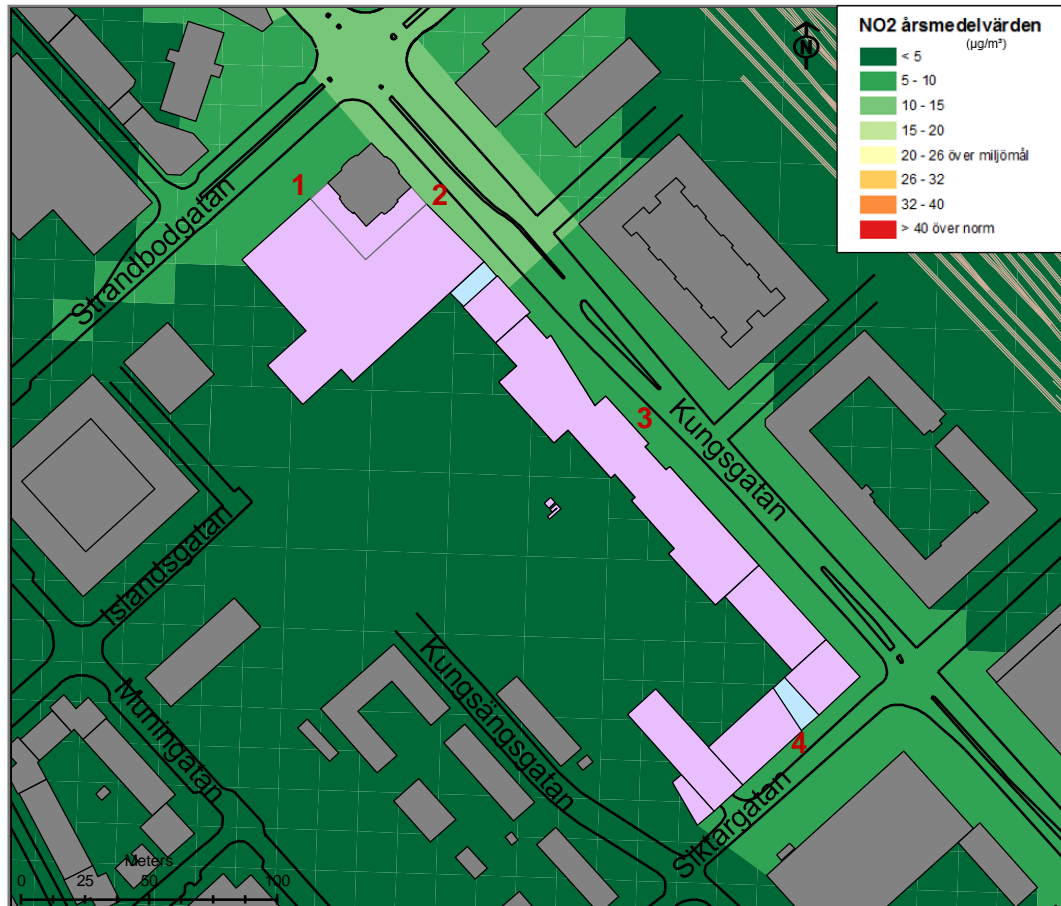 NO2 årsmedelvärden
(µg/m³)
< 5
5 - 10
10 - 15
15 - 20
20 - 26 över miljömål
26 - 32
32 - 40
> 40 över norm
N
1
2
Strandbodgatan
3
Kungsgatan
Islandsgatan
Muningatan
Kungsängsgatan
4
Siktargatan
Meters
0 25 50 100